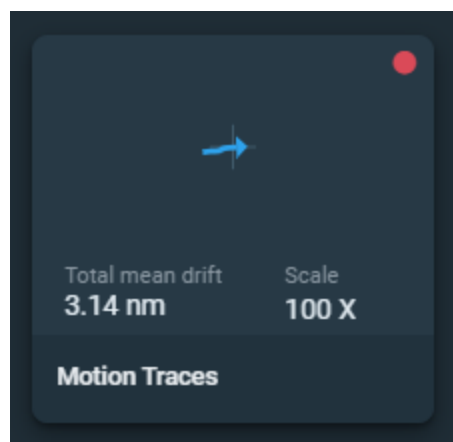 Total mean drift
3.14 nm
Scale
100 X
Motion Traces